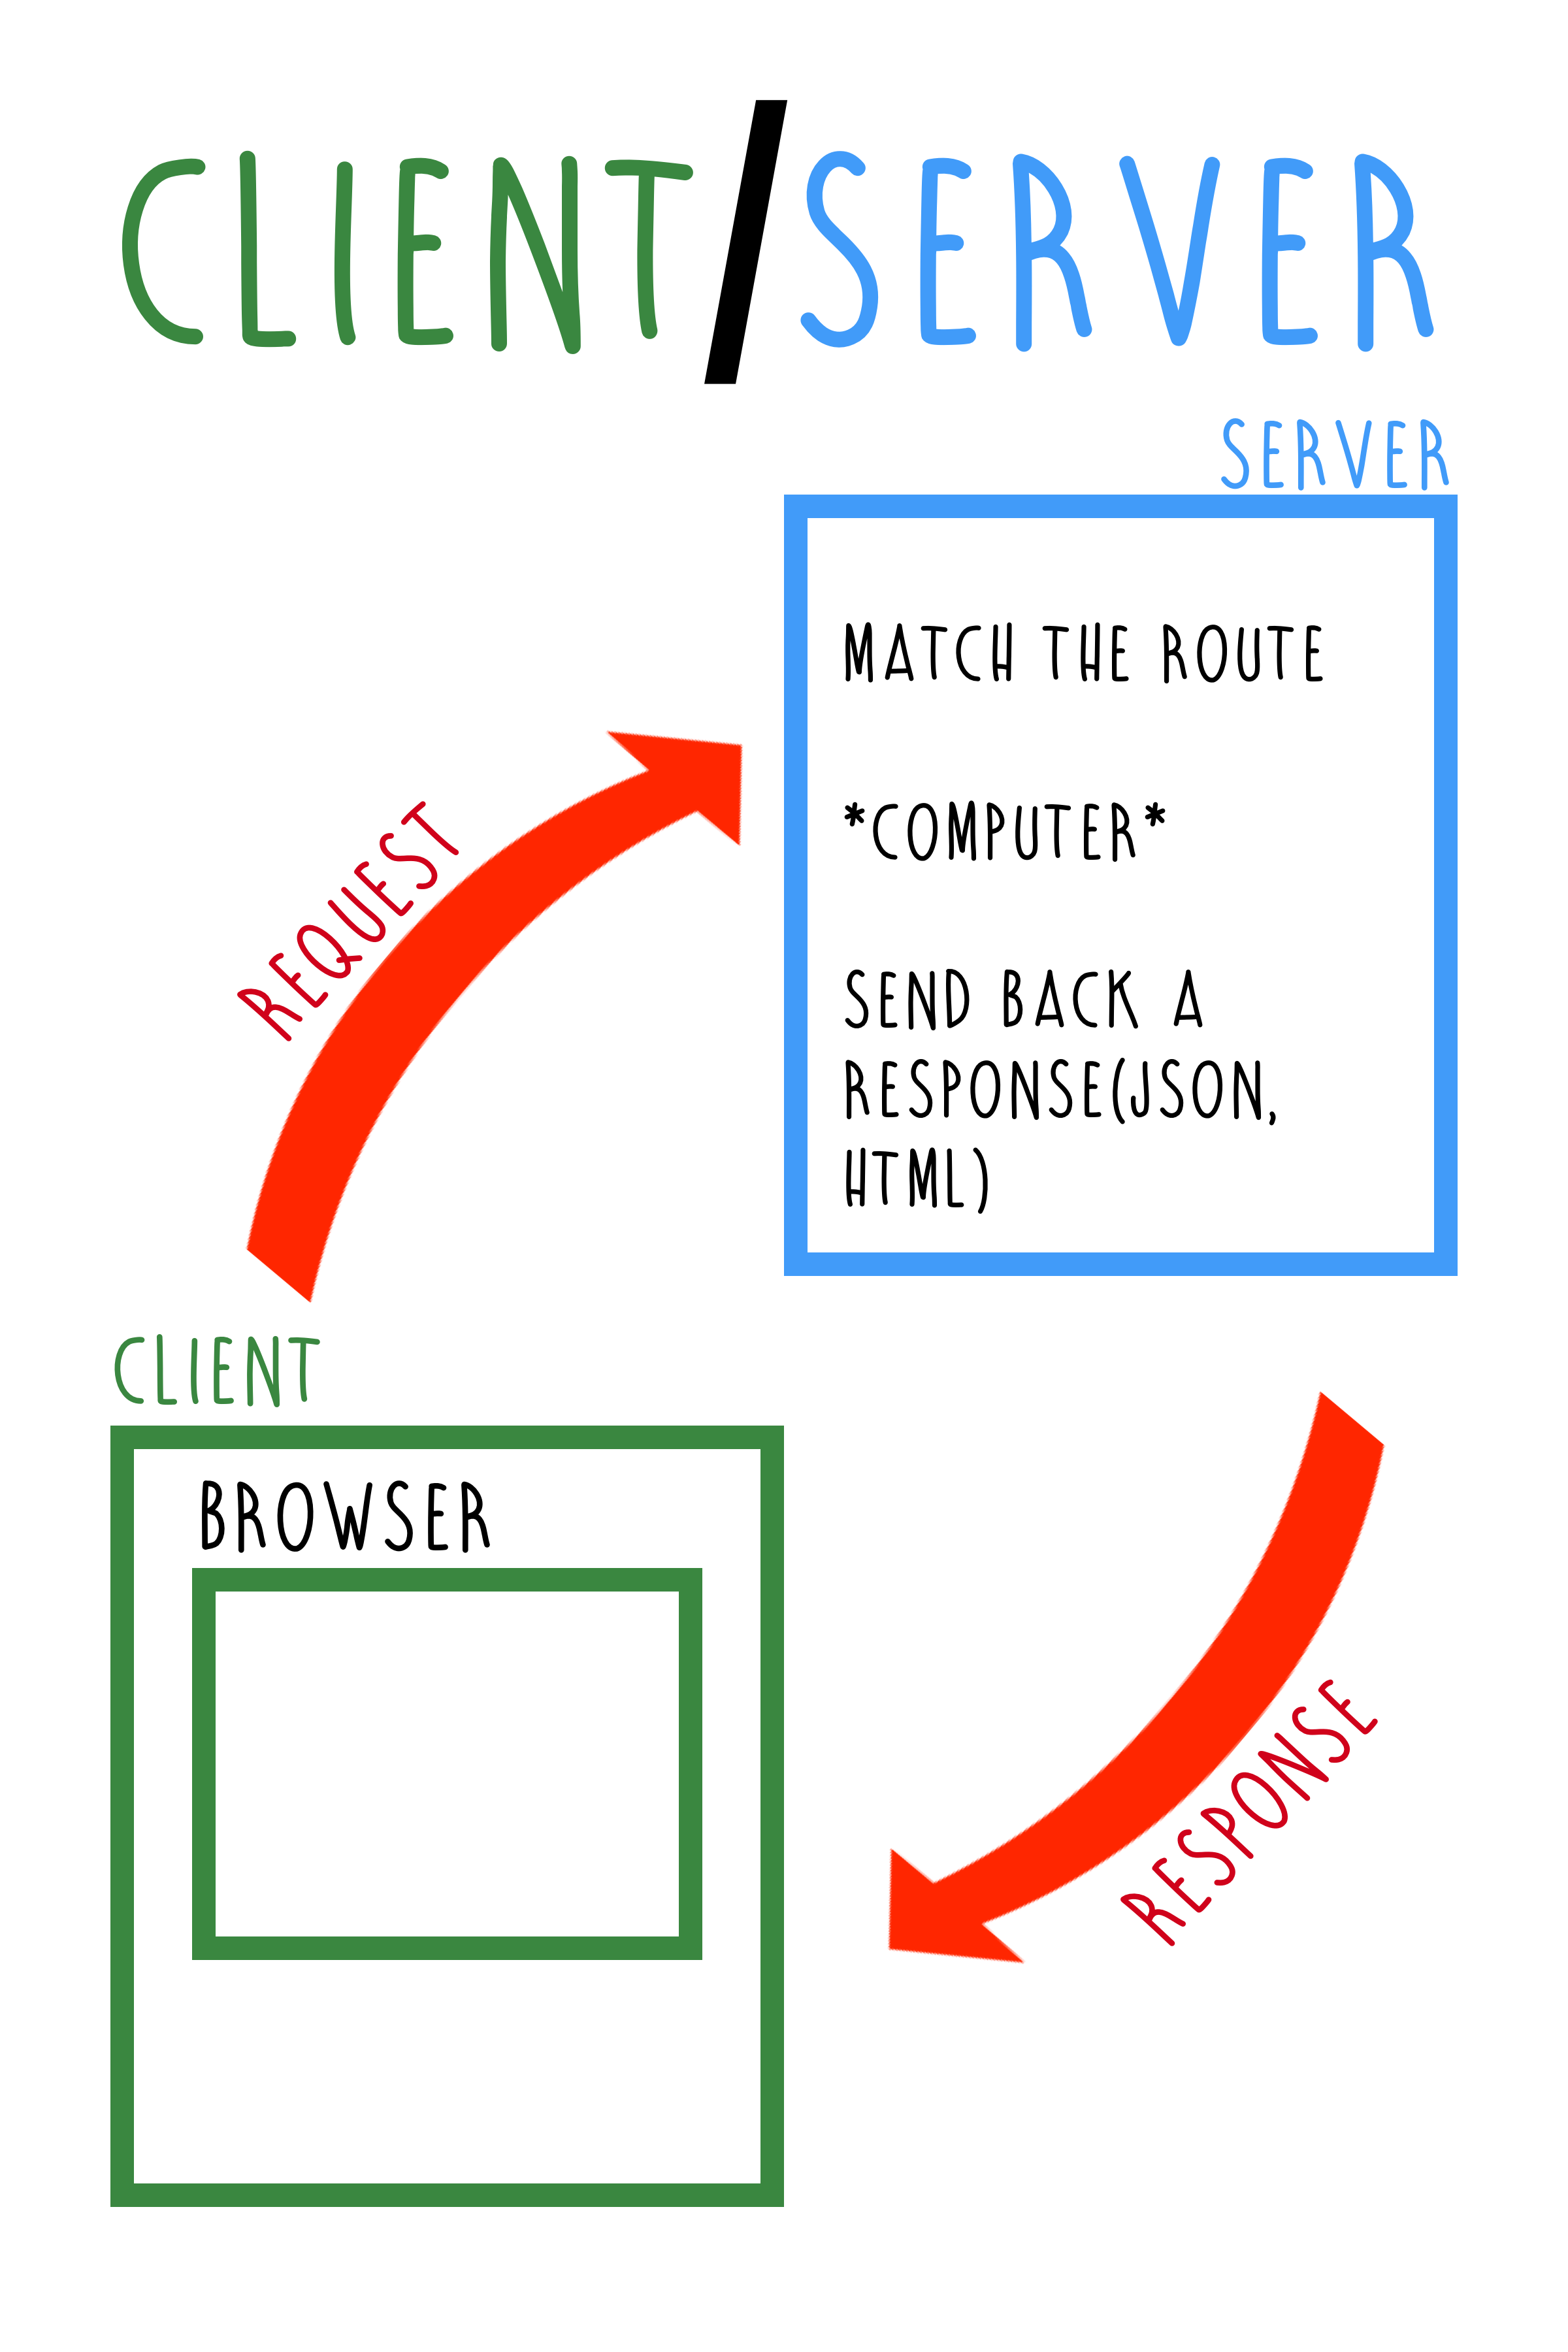 CLIENT/SERVER
SERVER
MATCH THE ROUTE
*COMPUTER*
SEND BACK A
RESPONSE(JSON,
HTML)
REQUEST
CLIENT
BROWSER
RESPONSE